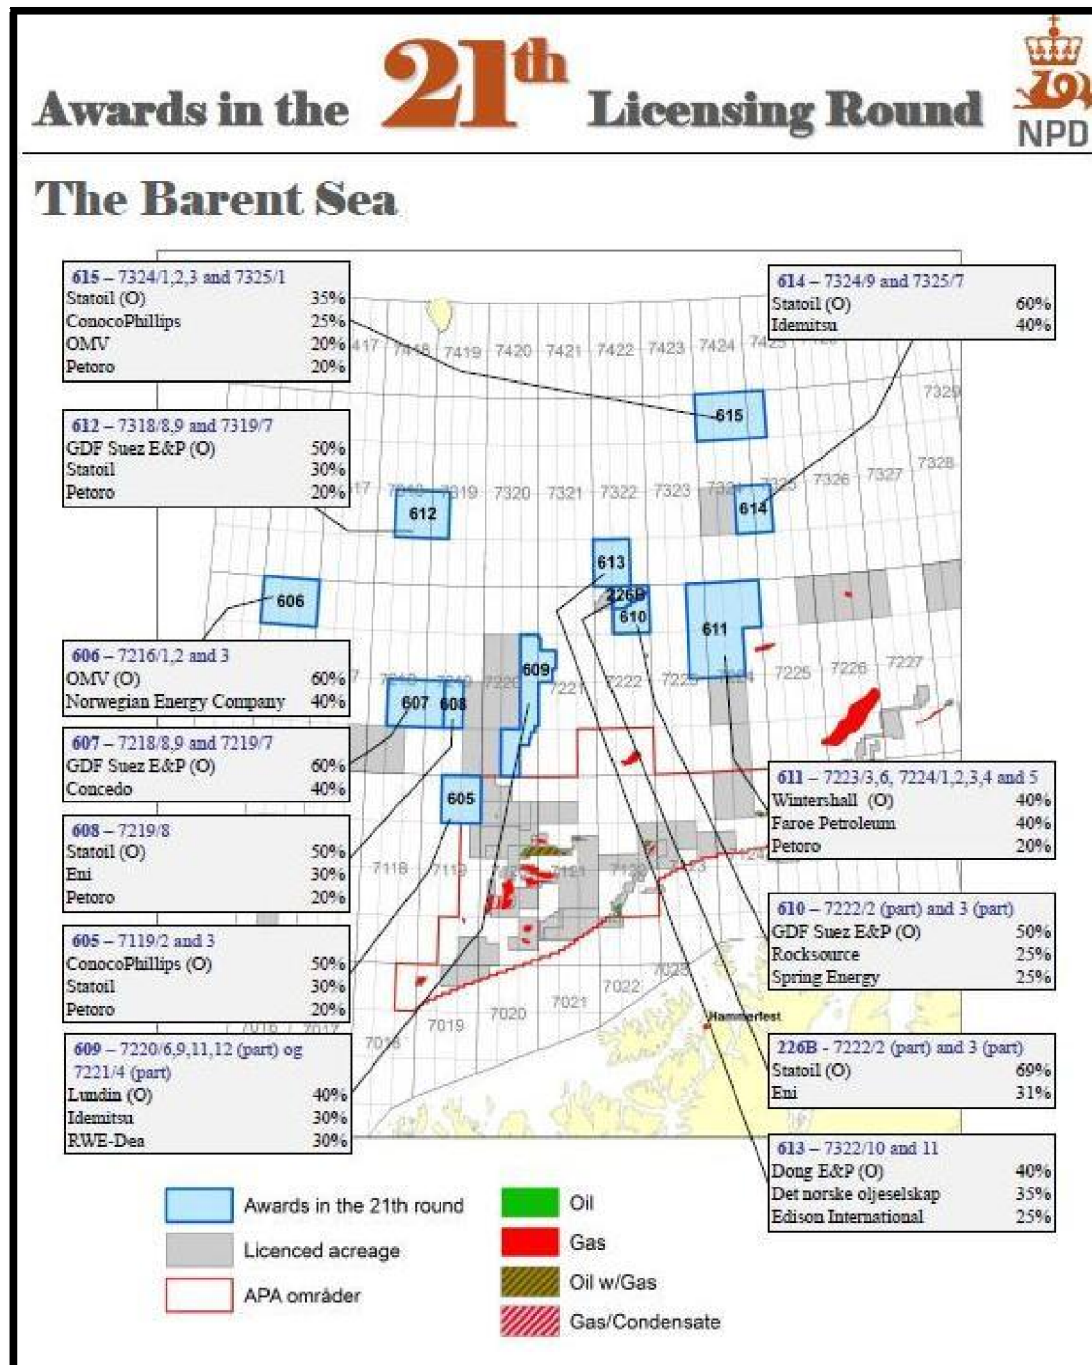 Awards in the 21th Licensing Round
NPD
The Barent Sea
615 – 7324/1,2,3 and 7325/1
Statoil (O) 35%
ConocoPhillips 25%
OMV 20%
Petoro 20%
614 – 7324/9 and 7325/7
Statoil (O) 60%
Idemitsu 40%
612 – 7318/8,9 and 7319/7
GDF Suez E&P (O) 50%
Statoil 30%
Petoro 20%
606 – 7216/1,2 and 3
OMV (O) 60%
Norwegian Energy Company 40%
607 – 7218/8,9 and 7219/7
GDF Suez E&P (O) 60%
Concedo 40%
608 – 7219/8
Statoil (O) 50%
Eni 30%
Petoro 20%
605 – 7119/2 and 3
ConocoPhillips (O) 50%
Statoil 30%
Petoro 20%
609 – 7220/6,9,11,12 (part) og
7221/4 (part)
Lundin (O) 40%
Idemitsu 30%
RWE-Dea 30%
611 – 7223/3,6, 7224/1,2,3,4 and 5
Wintershall (O) 40%
Faroe Petroleum 40%
Petoro 20%
610 – 7222/2 (part) and 3 (part)
GDF Suez E&P (O) 50%
Rocksource 25%
Spring Energy 25%
226B - 7222/2 (part) and 3 (part)
Statoil (O) 69%
Eni 31%
613 – 7322/10 and 11
Dong E&P (O) 40%
Det norske oljeselskap 35%
Edison International 25%
7419 7420 7421 7422 7423 7424
615
7329
7319 7320 7321 7322 7323 7326 7327 7328
612
614
613
606
226B
610
611
609
7221 7222 7225 7226 7227
607 608
605
7118 7119
7019 7020 7021 7022
Hammerfest
Awards in the 21th round
Licenced acreage
APA områder
Oil
Gas
Oil w/Gas
Gas/Condensate